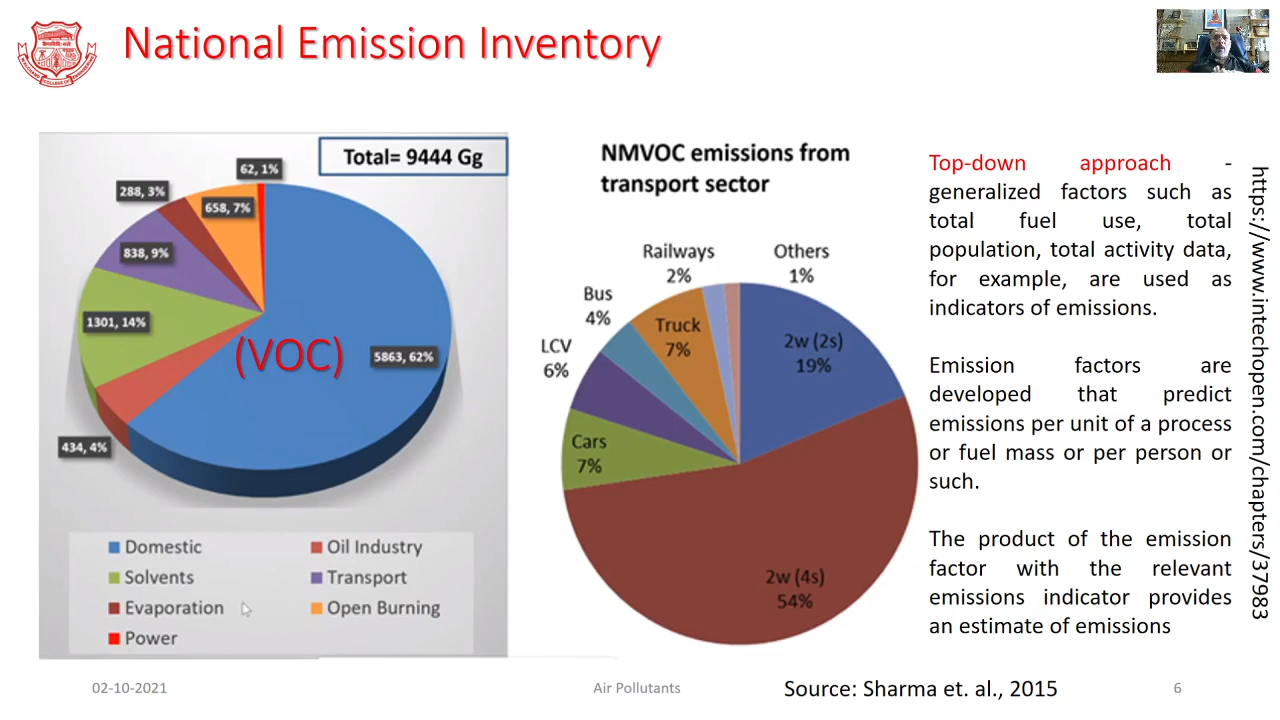 National Emission Inventory
Total= 9444 Gg
62, 1%
288, 3%
658, 7%
838, 9%
1301, 14%
(VOC)
5863, 62%
434, 4%
Domestic
Oil Industry
Solvents
Transport
Evaporation
Open Burning
Power
NMVOC emissions from
transport sector
Railways
2%
Others
1%
Bus
4%
Truck
7%
2w (2s)
19%
LCV
6%
Cars
7%
2w (4s)
54%
Top-down approach -
generalized factors such as
total fuel use, total
population, total activity data,
for example, are used as
indicators of emissions.
Emission factors are
developed that predict
emissions per unit of a process
or fuel mass or per person or
such.
The product of the emission
factor with the relevant
emissions indicator provides
an estimate of emissions
https://www.intechopen.com/chapters/37983
02-10-2021
Air Pollutants
Source: Sharma et. al., 2015
6